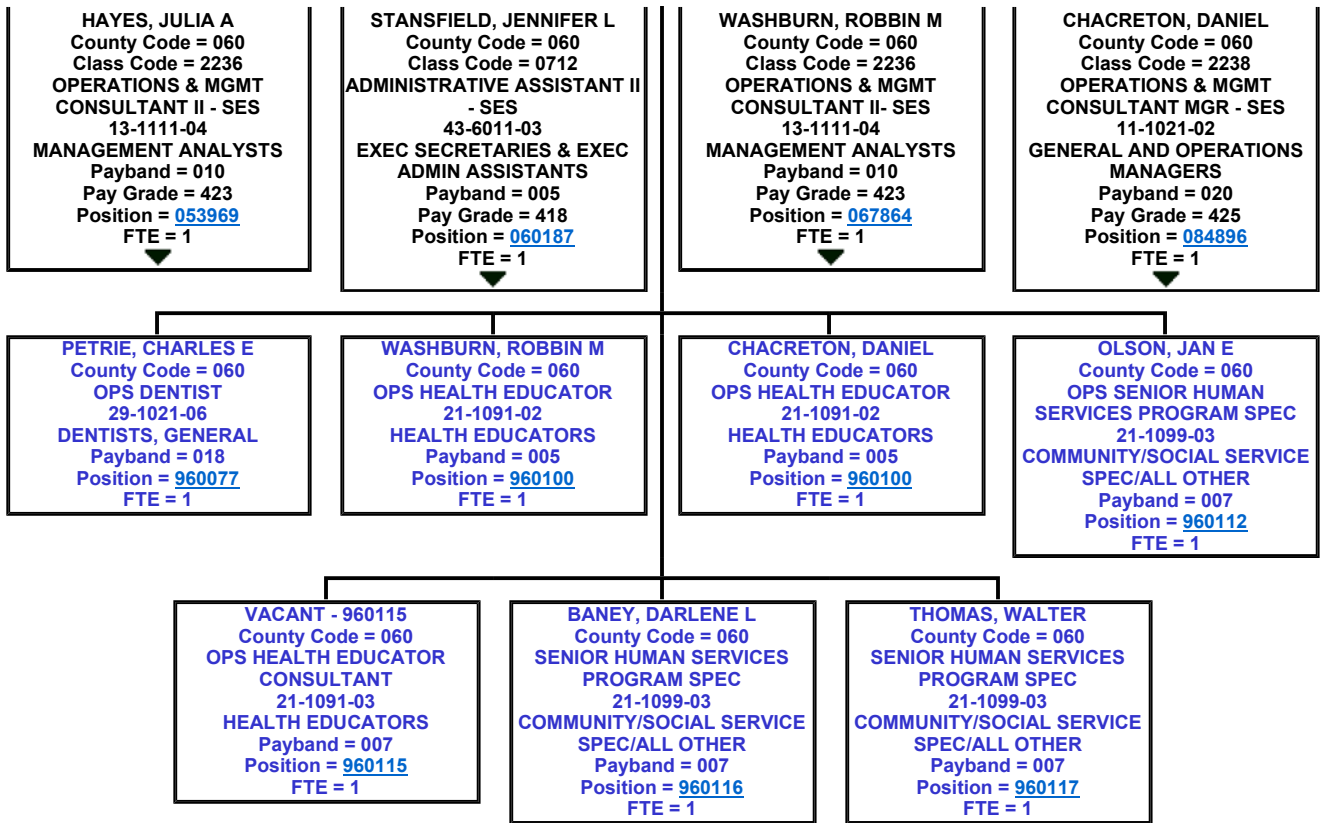 HAYES, JULIA A
County Code = 060
Class Code = 2236
OPERATIONS & MGMT
CONSULTANT II - SES
13-1111-04
MANAGEMENT ANALYSTS
Payband = 010
Pay Grade = 423
Position = 053969
FTE = 1
STANSFIELD, JENNIFER L
County Code = 060
Class Code = 0712
ADMINISTRATIVE ASSISTANT II
- SES
43-6011-03
EXEC SECRETARIES & EXEC
ADMIN ASSISTANTS
Payband = 005
Pay Grade = 418
Position = 060187
FTE = 1
WASHBURN, ROBBIN M
County Code = 060
Class Code = 2236
OPERATIONS & MGMT
CONSULTANT II- SES
13-1111-04
MANAGEMENT ANALYSTS
Payband = 010
Pay Grade = 423
Position = 067864
FTE = 1
CHACRETON, DANIEL
County Code = 060
Class Code = 2238
OPERATIONS & MGMT
CONSULTANT MGR - SES
11-1021-02
GENERAL AND OPERATIONS
MANAGERS
Payband = 020
Pay Grade = 425
Position = 084896
FTE = 1
PETRIE, CHARLES E
County Code = 060
OPS DENTIST
29-1021-06
DENTISTS, GENERAL
Payband = 018
Position = 960077
FTE = 1
WASHBURN, ROBBIN M
County Code = 060
OPS HEALTH EDUCATOR
21-1091-02
HEALTH EDUCATORS
Payband = 005
Position = 960100
FTE = 1
CHACRETON, DANIEL
County Code = 060
OPS HEALTH EDUCATOR
21-1091-02
HEALTH EDUCATORS
Payband = 005
Position = 960100
FTE = 1
OLSON, JAN E
County Code = 060
OPS SENIOR HUMAN
SERVICES PROGRAM SPEC
21-1099-03
COMMUNITY/SOCIAL SERVICE
SPEC/ALL OTHER
Payband = 007
Position = 960112
FTE = 1
VACANT - 960115
County Code = 060
OPS HEALTH EDUCATOR
CONSULTANT
21-1091-03
HEALTH EDUCATORS
Payband = 007
Position = 960115
FTE = 1
BANEY, DARLENE L
County Code = 060
SENIOR HUMAN SERVICES
PROGRAM SPEC
21-1099-03
COMMUNITY/SOCIAL SERVICE
SPEC/ALL OTHER
Payband = 007
Position = 960116
FTE = 1
THOMAS, WALTER
County Code = 060
SENIOR HUMAN SERVICES
PROGRAM SPEC
21-1099-03
COMMUNITY/SOCIAL SERVICE
SPEC/ALL OTHER
Payband = 007
Position = 960117
FTE = 1